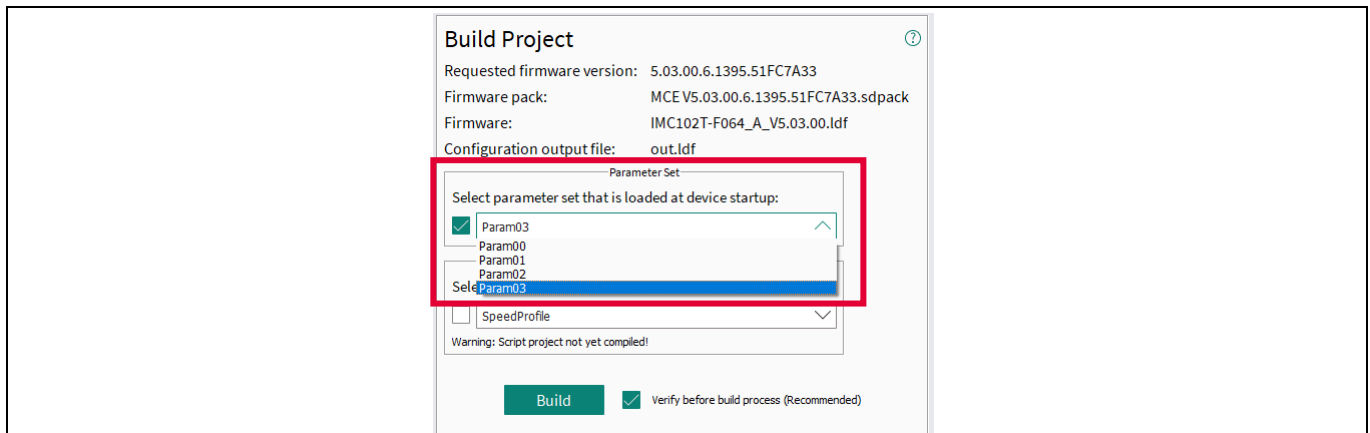 Build Project
Requested firmware version: 5.03.00.6.1395.51FC7A33
Firmware pack: MCE V5.03.00.6.1395.51FC7A33.sdpack
Firmware: IMC102T-F064_A_V5.03.00.ldf
Configuration output file: out.ldf
Parameter Set
Select parameter set that is loaded at device startup:
Param03
Param00
Param01
Param02
Param03
SpeedProfile
Warning: Script project not yet compiled!
Build Verify before build process (Recommended)